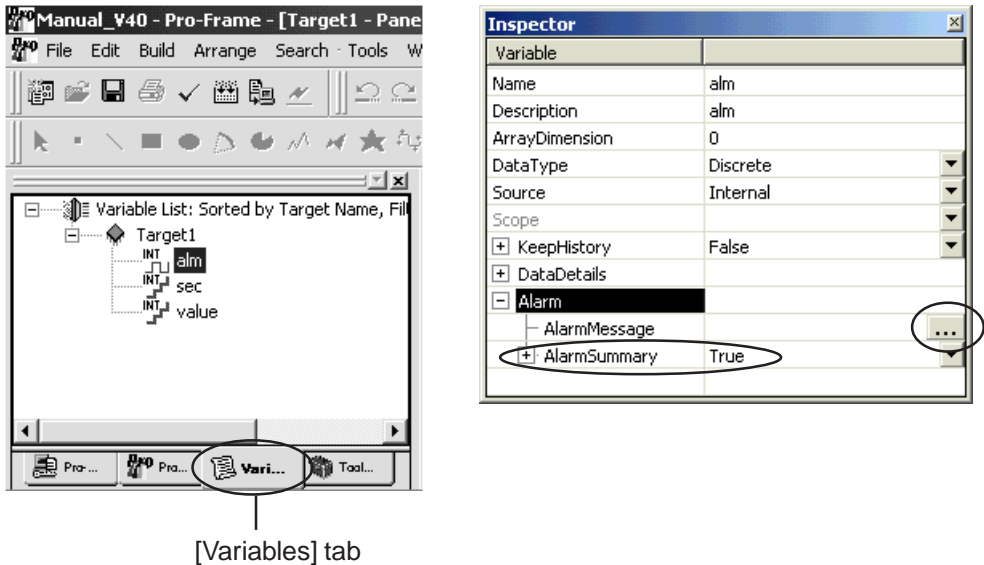 Manual_V40 - Pro-Frame - [Target1 - Pane
File Edit Build Arrange Search Tools W
Variable List: Sorted by Target Name, Fil
Target1
INT alm
INT sec
INT value
Pro-... Pro... Vari... Tool...
[Variables] tab
Inspector
Variable
Name alm
Description alm
ArrayDimension 0
DataType Discrete
Source Internal
Scope
KeepHistory False
DataDetails
Alarm
AlarmMessage ...
AlarmSummary True